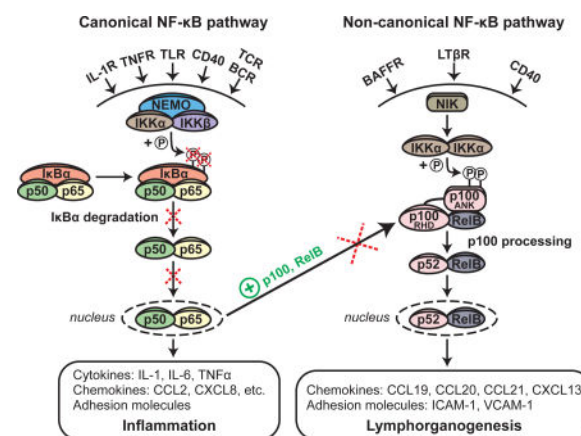 Canonical NF-κB pathway
IL-1R TNFR TLR CD40 TCR
BCR
NEMO
IKKα IKKβ
+ P
P P
IκBα
p50 p65
IκBα
p50 p65
IκBα degradation
p50 p65
nucleus
p50 p65
Cytokines: IL-1, IL-6, TNFα
Chemokines: CCL2, CXCL8, etc.
Adhesion molecules
Inflammation
+ p100, RelB
Non-canonical NF-κB pathway
BAFFR LTβR CD40
NIK
IKKα IKKα
+ P
P P
p100
ANK
p100
RHD
RelB
p100 processing
p52 RelB
nucleus
p52 RelB
Chemokines: CCL19, CCL20, CCL21, CXCL13
Adhesion molecules: ICAM-1, VCAM-1
Lymphorganogenesis